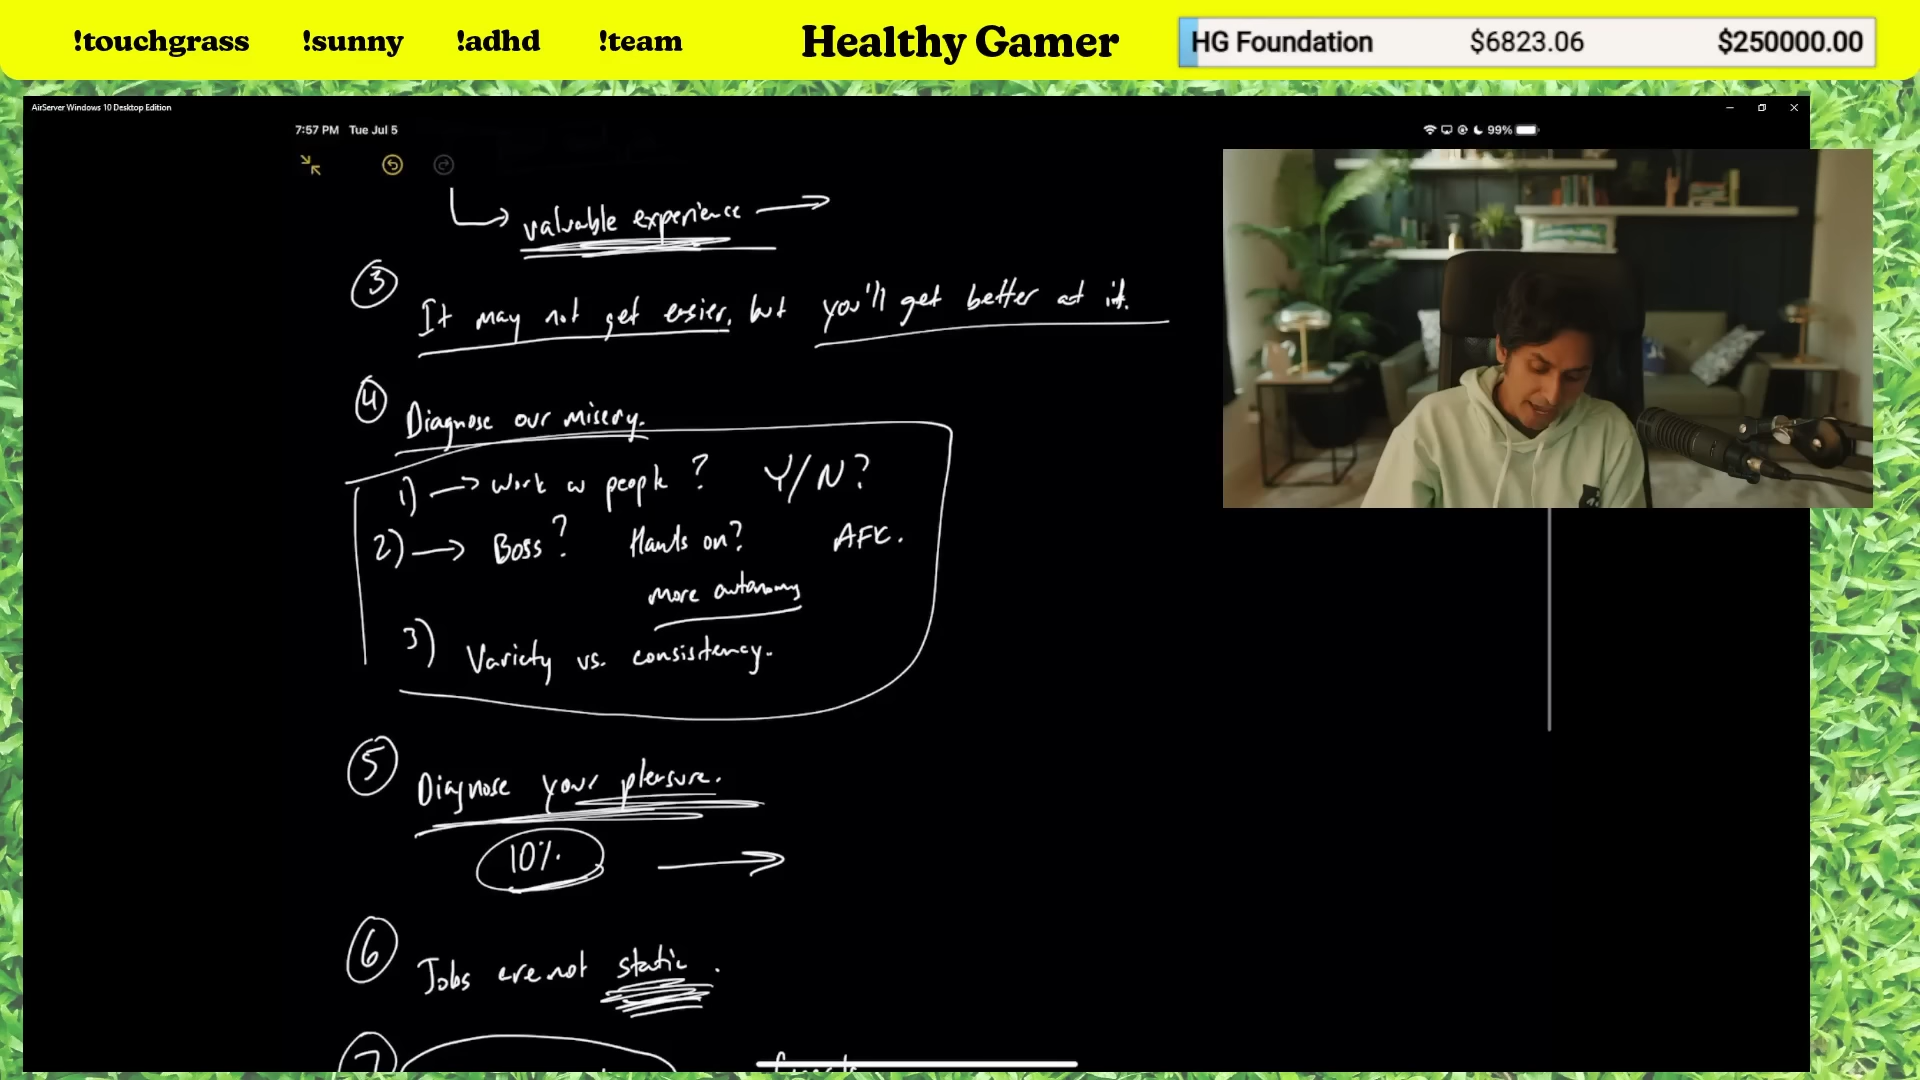 !touchgrass !sunny !adhd !team Healthy Gamer HG Foundation $6823.06 $250000.00
AirServer Windows 10 Desktop Edition
7:57 PM Tue Jul 5 99%
valuable experience
3 It may not get easier, but you'll get better at it.
4 Diagnose our misery.
1) → Work w people? Y/N?
2) → Boss? Hands on? AFK.
more autonomy
3) Variety vs. consistency.
5 Diagnose your pleasure.
10%
6 Jobs are not static.
7